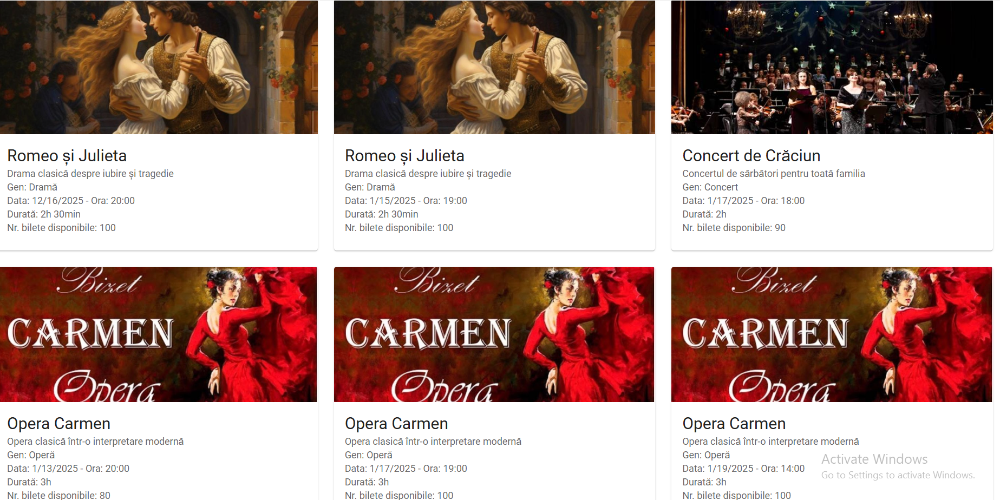 Romeo și Julieta
Drama clasică despre iubire și tragedie
Gen: Dramă
Data: 12/16/2025 - Ora: 20:00
Durată: 2h 30min
Nr. bilete disponibile: 100
Romeo și Julieta
Drama clasică despre iubire și tragedie
Gen: Dramă
Data: 1/15/2025 - Ora: 19:00
Durată: 2h 30min
Nr. bilete disponibile: 100
Concert de Crăciun
Concertul de sărbători pentru toată familia
Gen: Concert
Data: 1/17/2025 - Ora: 18:00
Durată: 2h
Nr. bilete disponibile: 90
Bizet
CARMEN
Opera
Opera Carmen
Opera clasică într-o interpretare modernă
Gen: Operă
Data: 1/13/2025 - Ora: 20:00
Durată: 3h
Nr. bilete disponibile: 80
Bizet
CARMEN
Opera
Opera Carmen
Opera clasică într-o interpretare modernă
Gen: Operă
Data: 1/17/2025 - Ora: 19:00
Durată: 3h
Nr. bilete disponibile: 100
Bizet
CARMEN
Opera
Opera Carmen
Opera clasică într-o interpretare modernă
Gen: Operă
Data: 1/19/2025 - Ora: 14:00
Durată: 3h
Nr. bilete disponibile: 100
Activate Windows
Go to Settings to activate Windows.